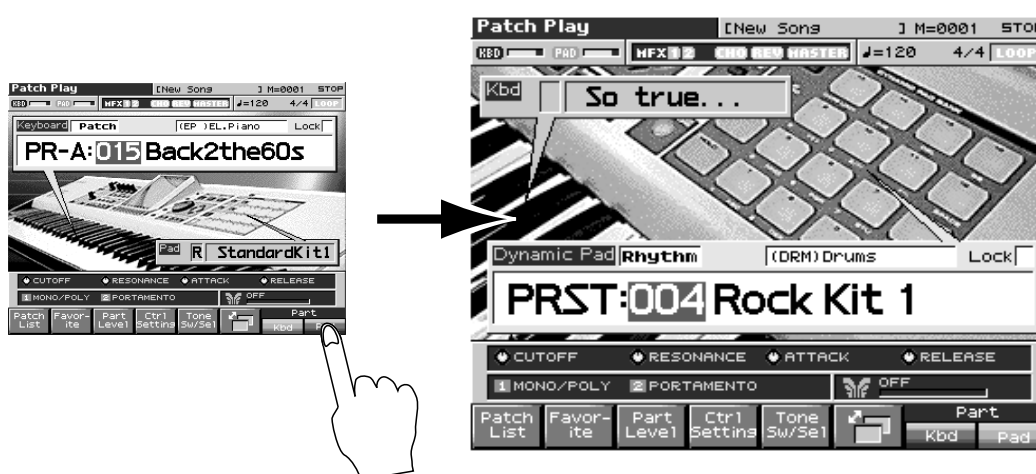 Patch Play [New Song ] M=0001 STOP
KBD PAD MFX 1 2 CHO REV MASTER ♩=120 4/4 LOOP
Keyboard Patch (EP )EL.Piano Lock
PR-A:015 Back2the60s
Pad R StandardKit1
CUTOFF RESONANCE ATTACK RELEASE
1 MONO/POLY 2 PORTAMENTO OFF
Patch List Favor-ite Part Level Ctrl Setting Tone Sw/Sel Part
Kbd
Patch Play [New Song ] M=0001 STOP
KBD PAD MFX 1 2 CHO REV MASTER ♩=120 4/4 LOOP
Kbd So true...
Dynamic Pad Rhythm (DRM) Drums Lock
PRST:004 Rock Kit 1
CUTOFF RESONANCE ATTACK RELEASE
1 MONO/POLY 2 PORTAMENTO OFF
Patch Favor- Part Ctrl Tone Part
List ite Level Setting Sw/Sel Kbd Pad